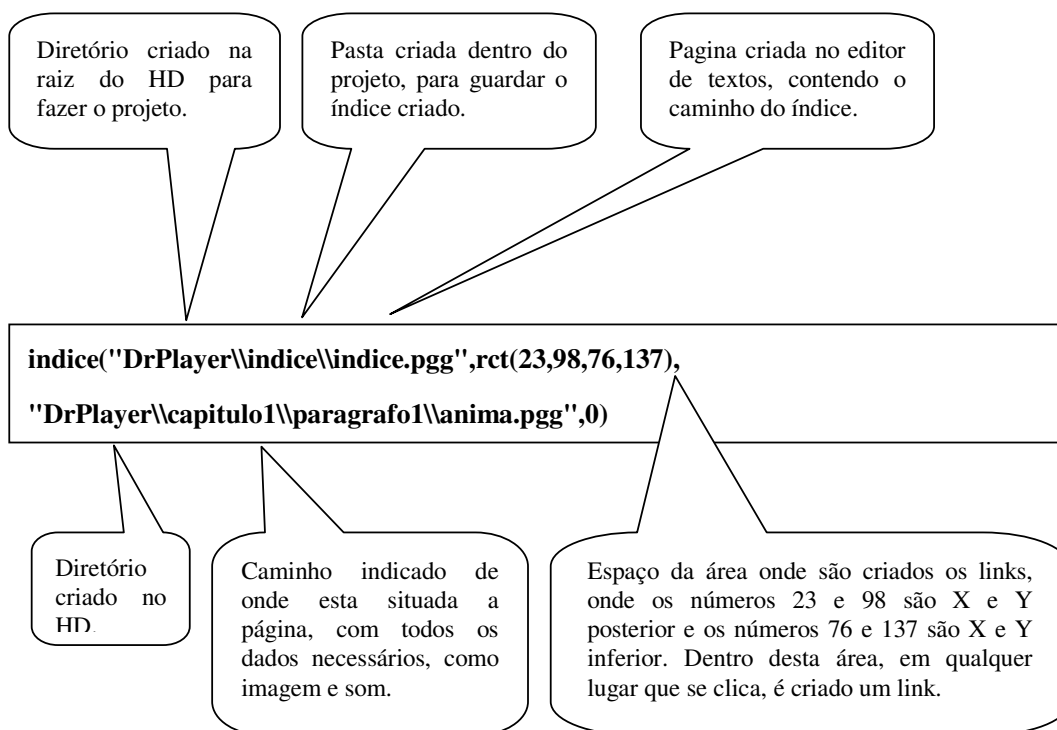 Diretório criado na
raiz do HD para
fazer o projeto.
Pasta criada dentro do
projeto, para guardar o
índice criado.
Pagina criada no editor
de textos, contendo o
caminho do índice.
indice("DrPlayer\\indice\\indice.pgg",rct(23,98,76,137),
"DrPlayer\\capitulo1\\paragrafo1\\anima.pgg",0)
Diretório
criado no
HD.
Caminho indicado de
onde esta situada a
página, com todos os
dados necessários, como
imagem e som.
Espaço da área onde são criados os links,
onde os números 23 e 98 são X e Y
posterior e os números 76 e 137 são X e Y
inferior. Dentro desta área, em qualquer
lugar que se clica, é criado um link.